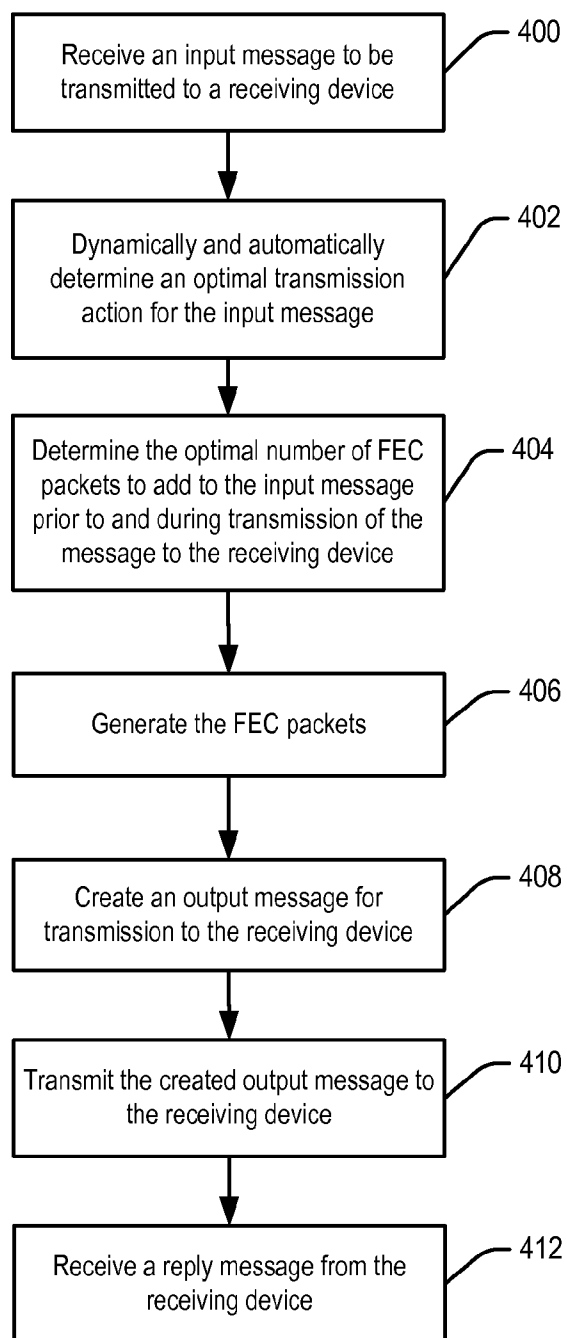 Receive an input message to be
transmitted to a receiving device
400
Dynamically and automatically
determine an optimal transmission
action for the input message
402
Determine the optimal number of FEC
packets to add to the input message
prior to and during transmission of the
message to the receiving device
404
Generate the FEC packets
406
Create an output message for
transmission to the receiving device
408
Transmit the created output message to
the receiving device
410
Receive a reply message from the
receiving device
412